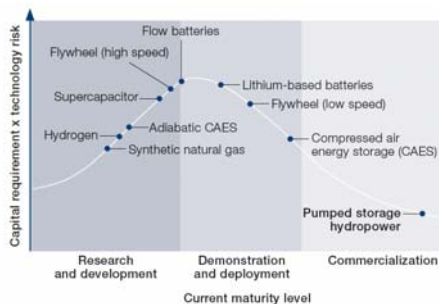 Capital requirement x technology risk
Flow batteries
Flywheel (high speed)
Supercapacitor
Hydrogen
Adiabatic CAES
Synthetic natural gas
Lithium-based batteries
Flywheel (low speed)
Compressed air
energy storage (CAES)
Pumped storage
hydropower
Research
and development
Demonstration
and deployment
Commercialization
Current maturity level